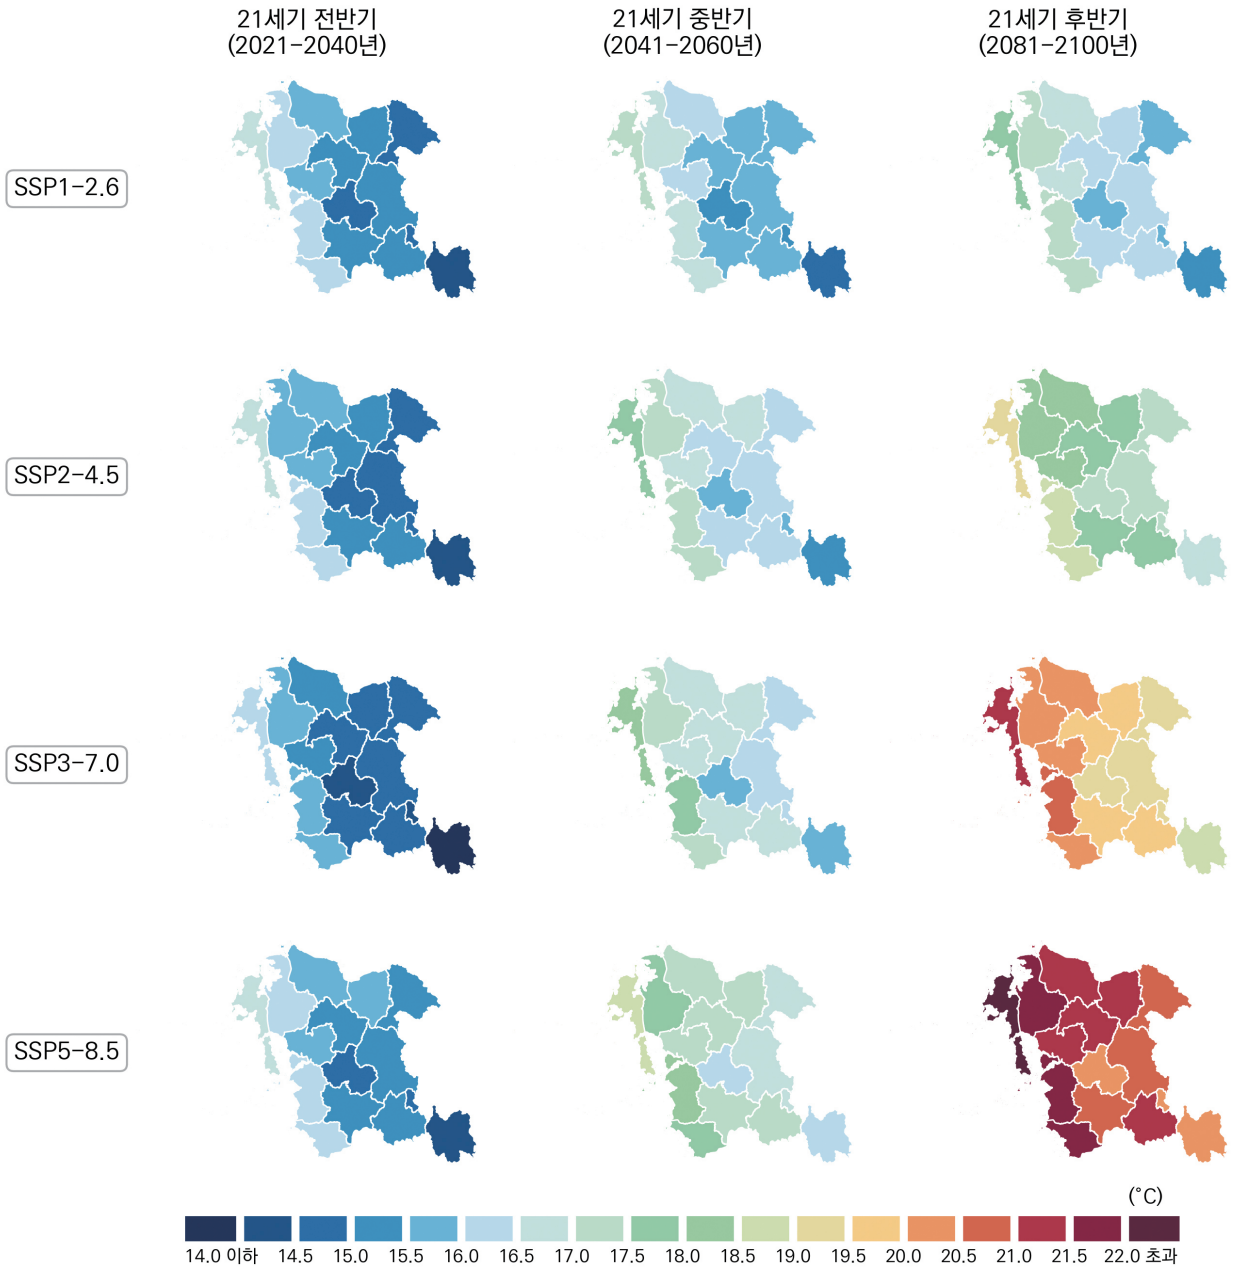 21세기 전반기
(2021-2040년)
21세기 중반기
(2041-2060년)
21세기 후반기
(2081-2100년)
SSP1-2.6
SSP2-4.5
SSP3-7.0
SSP5-8.5
(˚C)
14.0 이하 14.5 15.0 15.5 16.0 16.5 17.0 17.5 18.0 18.5 19.0 19.5 20.0 20.5 21.0 21.5 22.0 초과